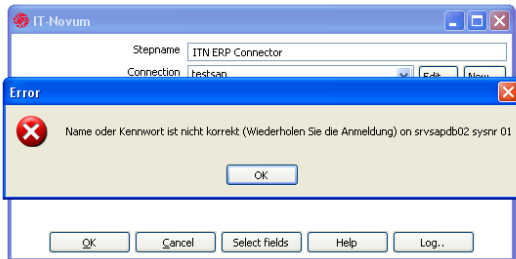 IT-Novum
Stepname ITN ERP Connector
Connection testsap Edit... New...
Error
Name oder Kennwort ist nicht korrekt (Wiederholen Sie die Anmeldung) on srvsapdb02 sysnr 01
OK
OK Cancel Select fields Help Log..